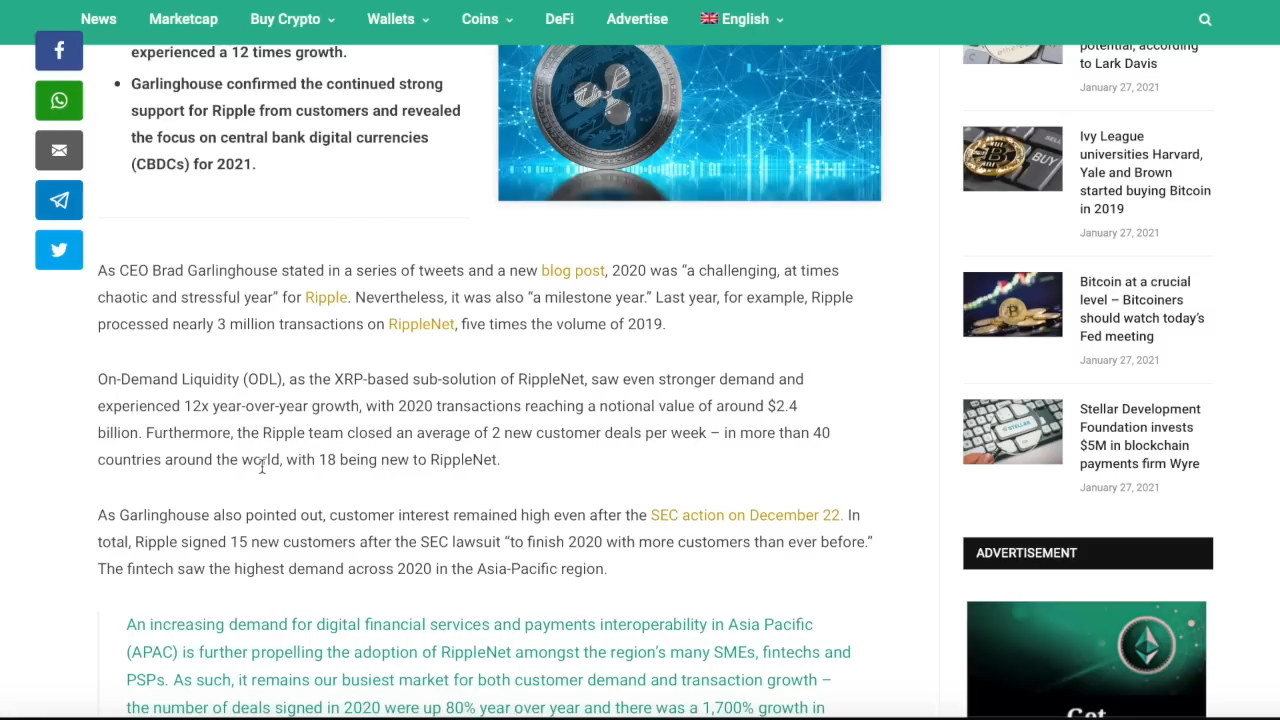 News Marketcap Buy Crypto Wallets Coins DeFi Advertise English
experienced a 12 times growth.
Garlinghouse confirmed the continued strong
support for Ripple from customers and revealed
the focus on central bank digital currencies
(CBDCs) for 2021.
As CEO Brad Garlinghouse stated in a series of tweets and a new blog post, 2020 was “a challenging, at times
chaotic and stressful year” for Ripple. Nevertheless, it was also “a milestone year.” Last year, for example, Ripple
processed nearly 3 million transactions on RippleNet, five times the volume of 2019.
On-Demand Liquidity (ODL), as the XRP-based sub-solution of RippleNet, saw even stronger demand and
experienced 12x year-over-year growth, with 2020 transactions reaching a notional value of around $2.4
billion. Furthermore, the Ripple team closed an average of 2 new customer deals per week – in more than 40
countries around the world, with 18 being new to RippleNet.
As Garlinghouse also pointed out, customer interest remained high even after the SEC action on December 22. In
total, Ripple signed 15 new customers after the SEC lawsuit “to finish 2020 with more customers than ever before.”
The fintech saw the highest demand across 2020 in the Asia-Pacific region.
An increasing demand for digital financial services and payments interoperability in Asia Pacific
(APAC) is further propelling the adoption of RippleNet amongst the region’s many SMEs, fintechs and
PSPs. As such, it remains our busiest market for both customer demand and transaction growth –
the number of deals signed in 2020 were up 80% year over year and there was a 1,700% growth in
potential, according
to Lark Davis
January 27, 2021
SELL
BUY
Ivy League
universities Harvard,
Yale and Brown
started buying Bitcoin
in 2019
January 27, 2021
Bitcoin at a crucial
level – Bitcoiners
should watch today’s
Fed meeting
January 27, 2021
STELLAR
Stellar Development
Foundation invests
$5M in blockchain
payments firm Wyre
January 27, 2021
ADVERTISEMENT
Get